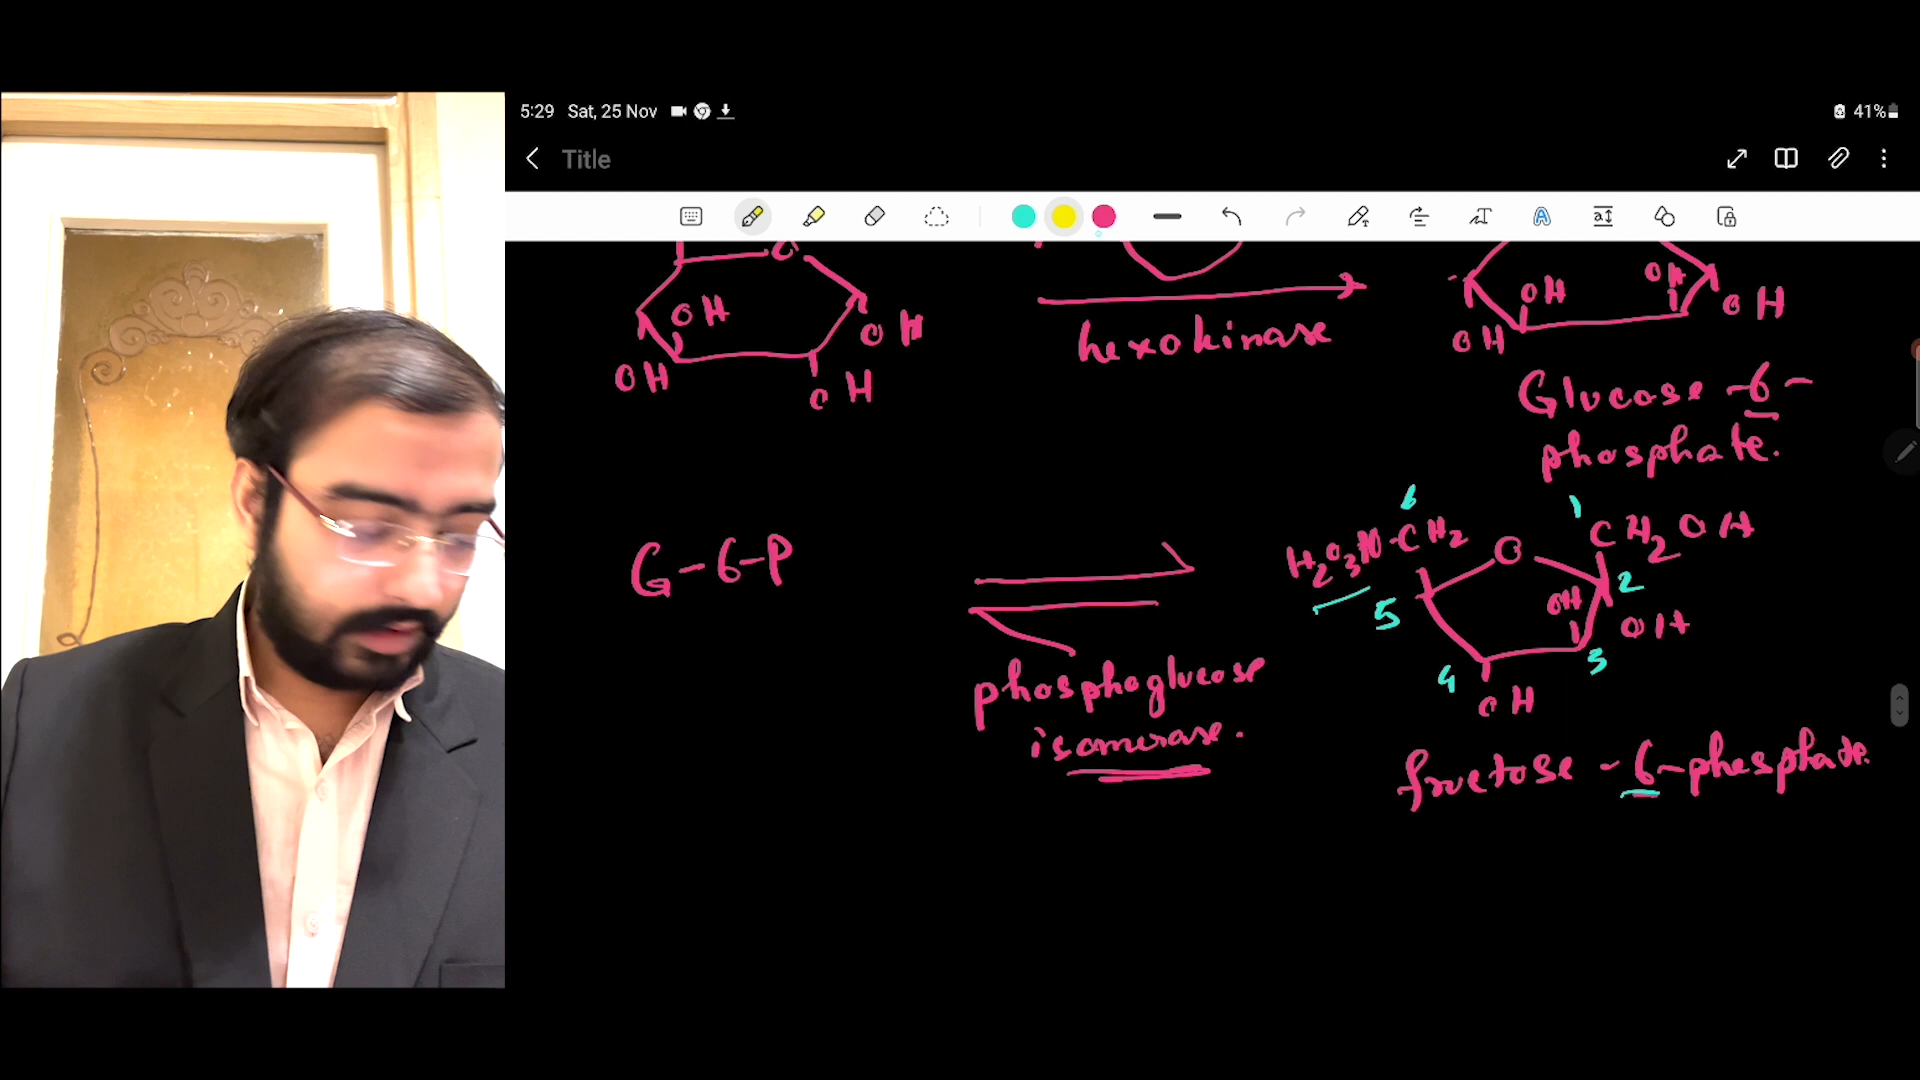 5:29 Sat, 25 Nov
41%
Title
O
OH
OH
OH
OH
hexokinase
OH
OH
OH
OH
Glucose-6-
phosphate.
G-6-P
phosphoglucose
isomerase.
6
1
CH2
CH2OH
O
2
OH
OH
5
3
4
OH
fructose-6-phosphate.